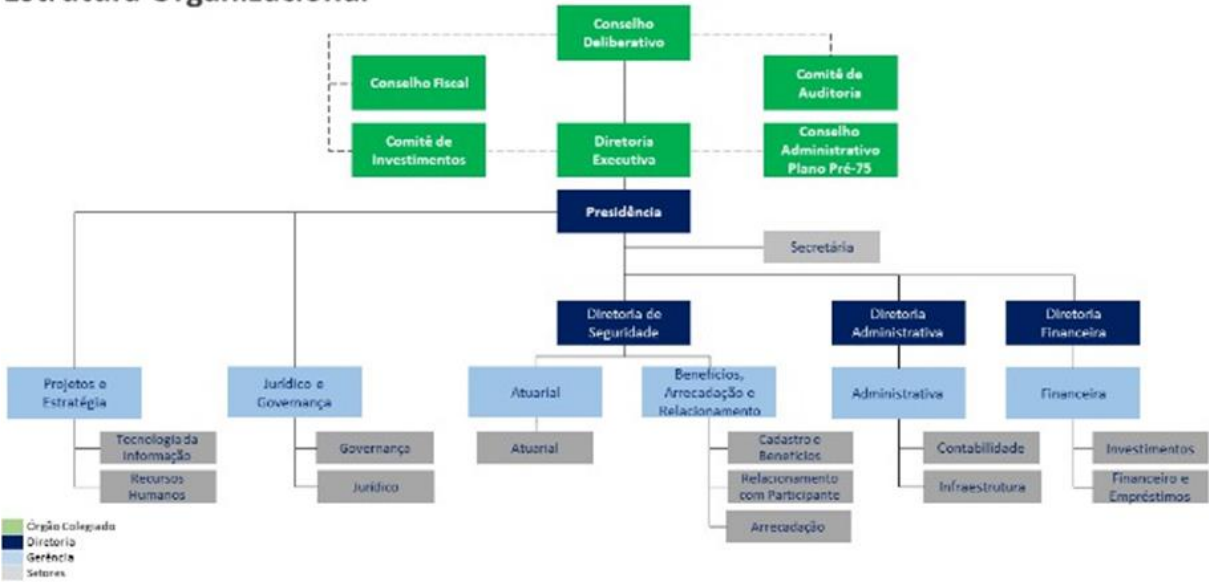 Estrutura Organizacional
Conselho
Deliberativo
Conselho Fiscal
Comitê de
Auditoria
Comitê de
Investimentos
Diretoria
Executiva
Conselho
Administrativo
Plano Pré-75
Presidência
Secretária
Diretoria de
Seguridade
Diretoria
Administrativa
Diretoria
Financeira
Projetos e
Estratégia
Jurídico e
Governança
Atuarial
Benefícios,
Arrecadação e
Relacionamento
Administrativa
Financeira
Tecnologia da
Informação
Recursos
Humanos
Governança
Jurídico
Atuarial
Cadastro e
Benefícios
Relacionamento
com Participante
Arrecadação
Contabilidade
Infraestrutura
Investimentos
Financeiro e
Empréstimos
Órgão Colegiado
Diretoria
Gerência
Setores